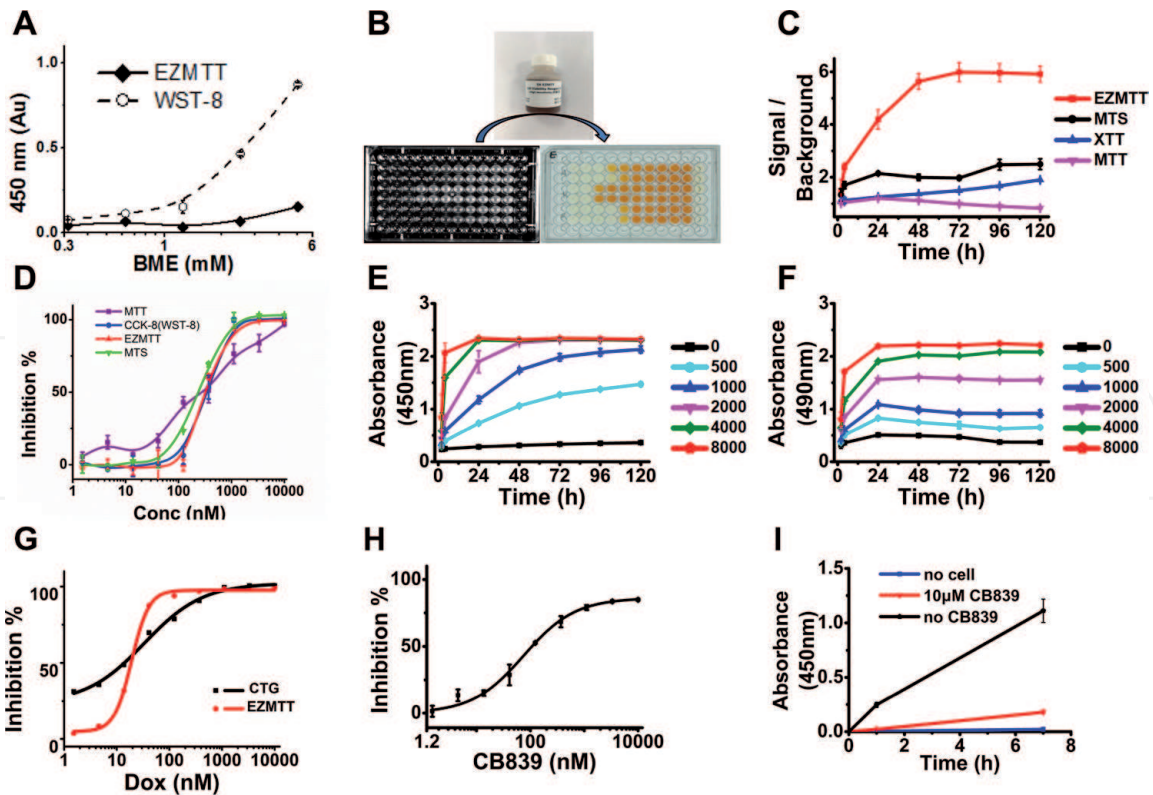 A
EZMTT
WST-8
1.0
0.5
0.0
450 nm (Au)
0.3
1
6
BME (mM)
B
C
6
4
2
Signal /
Background
EZMTT
MTS
XTT
MTT
0
24
48
72
96
120
Time (h)
D
MTT
CCK-8(WST-8)
EZMTT
MTS
100
50
0
Inhibition %
1
10
100
1000
10000
Conc (nM)
E
3
2
1
0
Absorbance
(450nm)
0
500
1000
2000
4000
8000
0
24
48
72
96
120
Time (h)
F
3
2
1
0
Absorbance
(490nm)
0
500
1000
2000
4000
8000
0
24
48
72
96
120
Time (h)
G
100
50
0
Inhibition %
CTG
EZMTT
1
10
100
1000
10000
Dox (nM)
H
100
50
0
Inhibition %
1.2
10
100
10000
CB839 (nM)
I
no cell
10µM CB839
no CB839
1.5
1.0
0.5
0.0
Absorbance
(450nm)
0
2
4
6
8
Time (h)